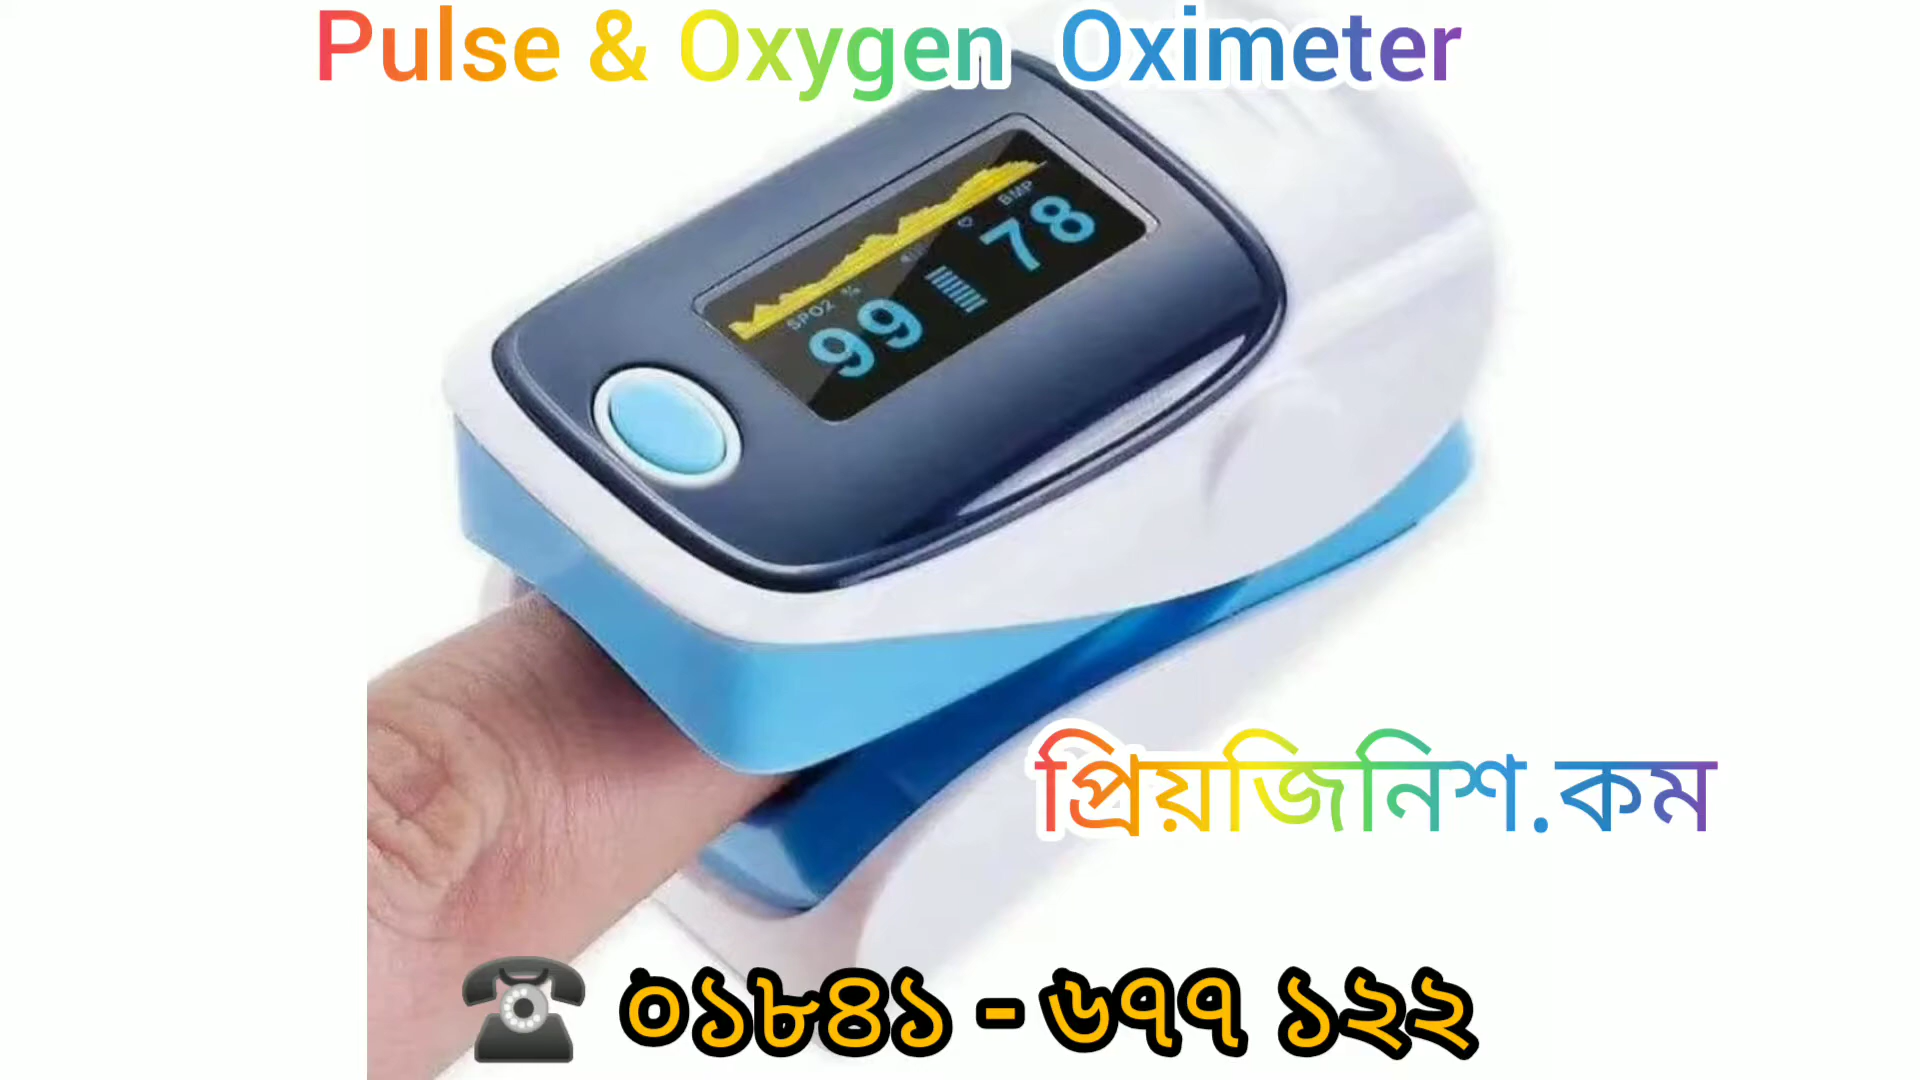 Pulse & Oxygen Oximeter
BMP
78
SPO2 %
99
প্রিয়জিনিশ.কম
০১৮৪১ - ৬৭৭ ১২২